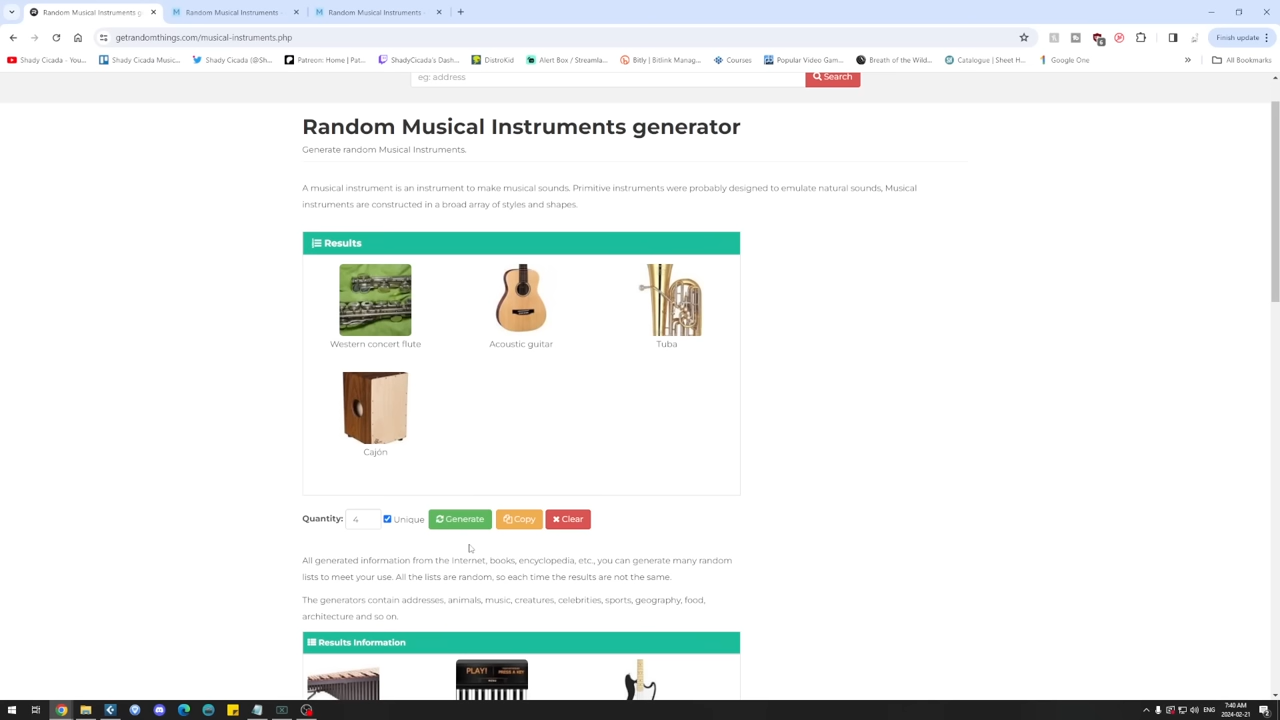 Random Musical Instruments g
Random Musical Instruments -
Random Musical Instruments -
getrandomthings.com/musical-instruments.php
Finish update
Shady Cicada - You...
Shady Cicada Music...
Shady Cicada (@Sh...
Patreon: Home | Pat...
ShadyCicada's Dash...
DistroKid
Alert Box / Streamla...
Bitly | Bitlink Manag...
Courses
Popular Video Gam...
Breath of the Wild...
Catalogue | Sheet H...
Google One
»
All Bookmarks
eg: address
Search
Random Musical Instruments generator
Generate random Musical Instruments.
A musical instrument is an instrument to make musical sounds. Primitive instruments were probably designed to emulate natural sounds, Musical
instruments are constructed in a broad array of styles and shapes.
Results
Western concert flute
Acoustic guitar
Tuba
Cajón
Quantity: 4 Unique Generate Copy Clear
All generated information from the Internet, books, encyclopedia, etc., you can generate many random
lists to meet your use. All the lists are random, so each time the results are not the same.
The generators contain addresses, animals, music, creatures, celebrities, sports, geography, food,
architecture and so on.
Results Information
PLAY!
ENG
7:40 AM
2024-02-21